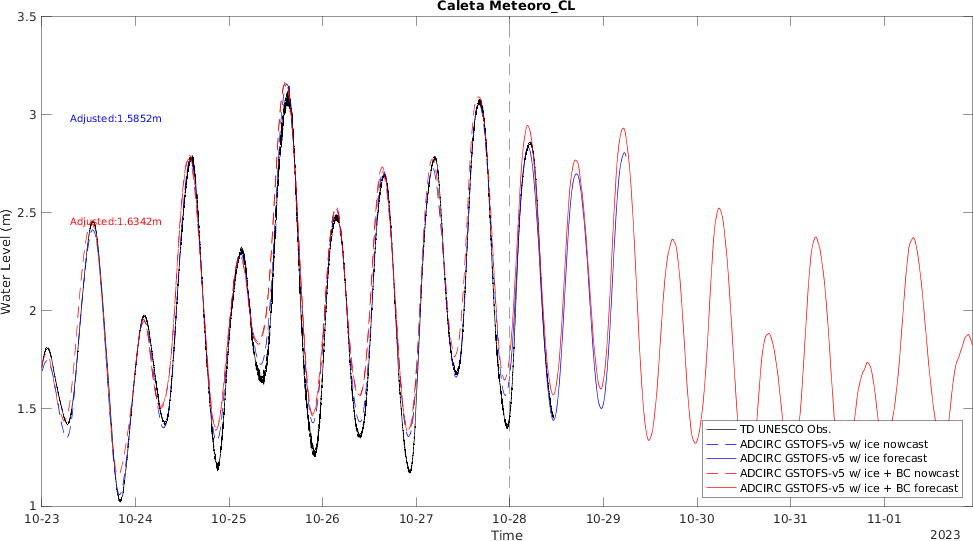 Caleta Meteoro_CL
3.5
3
2.5
2
1.5
1
Water Level (m)
Adjusted:1.5852m
Adjusted:1.6342m
TD UNESCO Obs.
ADCIRC GSTOFS-v5 w/ ice nowcast
ADCIRC GSTOFS-v5 w/ ice forecast
ADCIRC GSTOFS-v5 w/ ice + BC nowcast
ADCIRC GSTOFS-v5 w/ ice + BC forecast
10-23 10-24 10-25 10-26 10-27 10-28 10-29 10-30 10-31 11-01
Time
2023